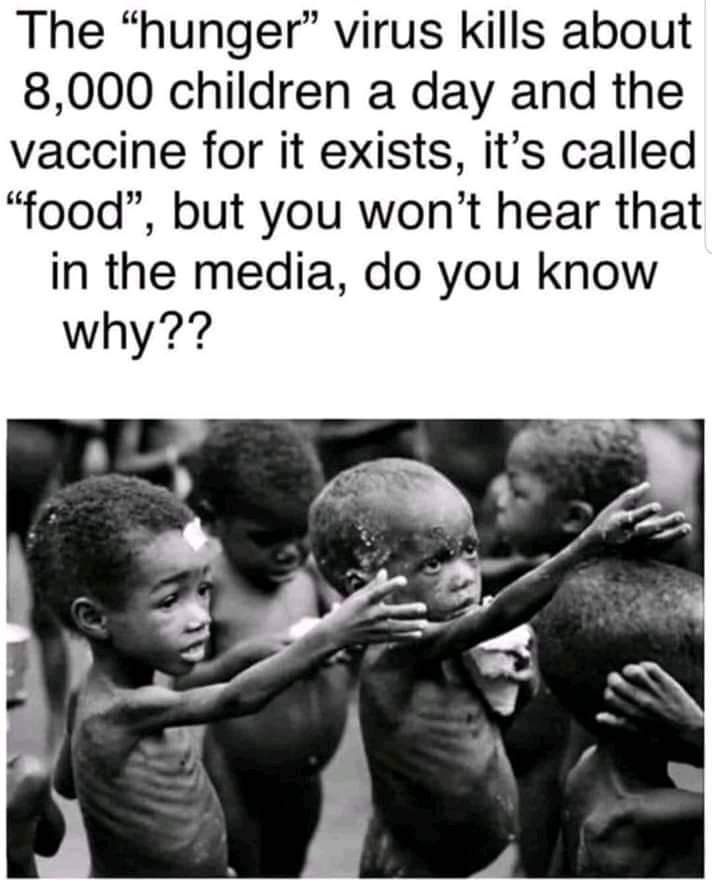 The “hunger” virus kills about
8,000 children a day and the
vaccine for it exists, it’s called
“food”, but you won’t hear that
in the media, do you know
why??